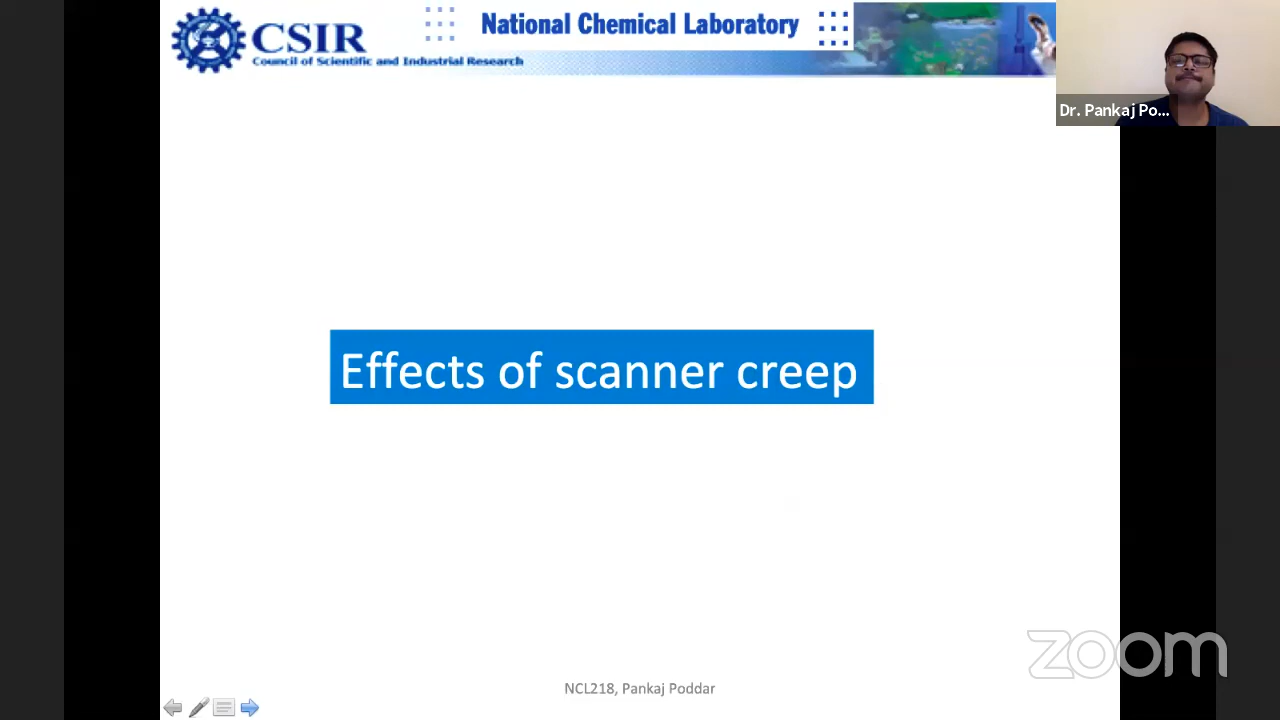 CSIR
Council of Scientific and Industrial Research
National Chemical Laboratory
Dr. Pankaj Po...
Effects of scanner creep
zoom
NCL218, Pankaj Poddar